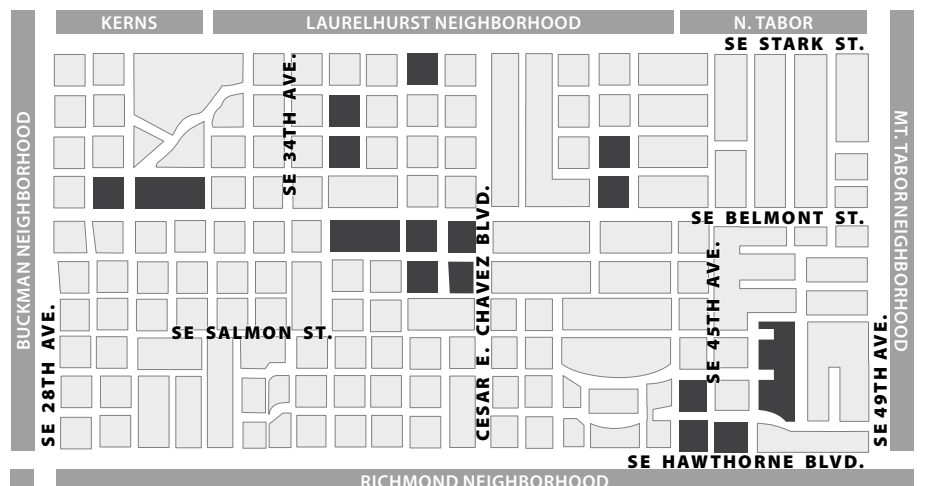 KERNS
LAURELHURST NEIGHBORHOOD
N. TABOR
SE STARK ST.
SE 34TH AVE.
BUCKMAN NEIGHBORHOOD
MT. TABOR NEIGHBORHOOD
SE BELMONT ST.
CESAR E. CHAVEZ BLVD.
SE 45TH AVE.
SE SALMON ST.
SE 28TH AVE.
SE 49TH AVE.
SE HAWTHORNE BLVD.
RICHMOND NEIGHBORHOOD